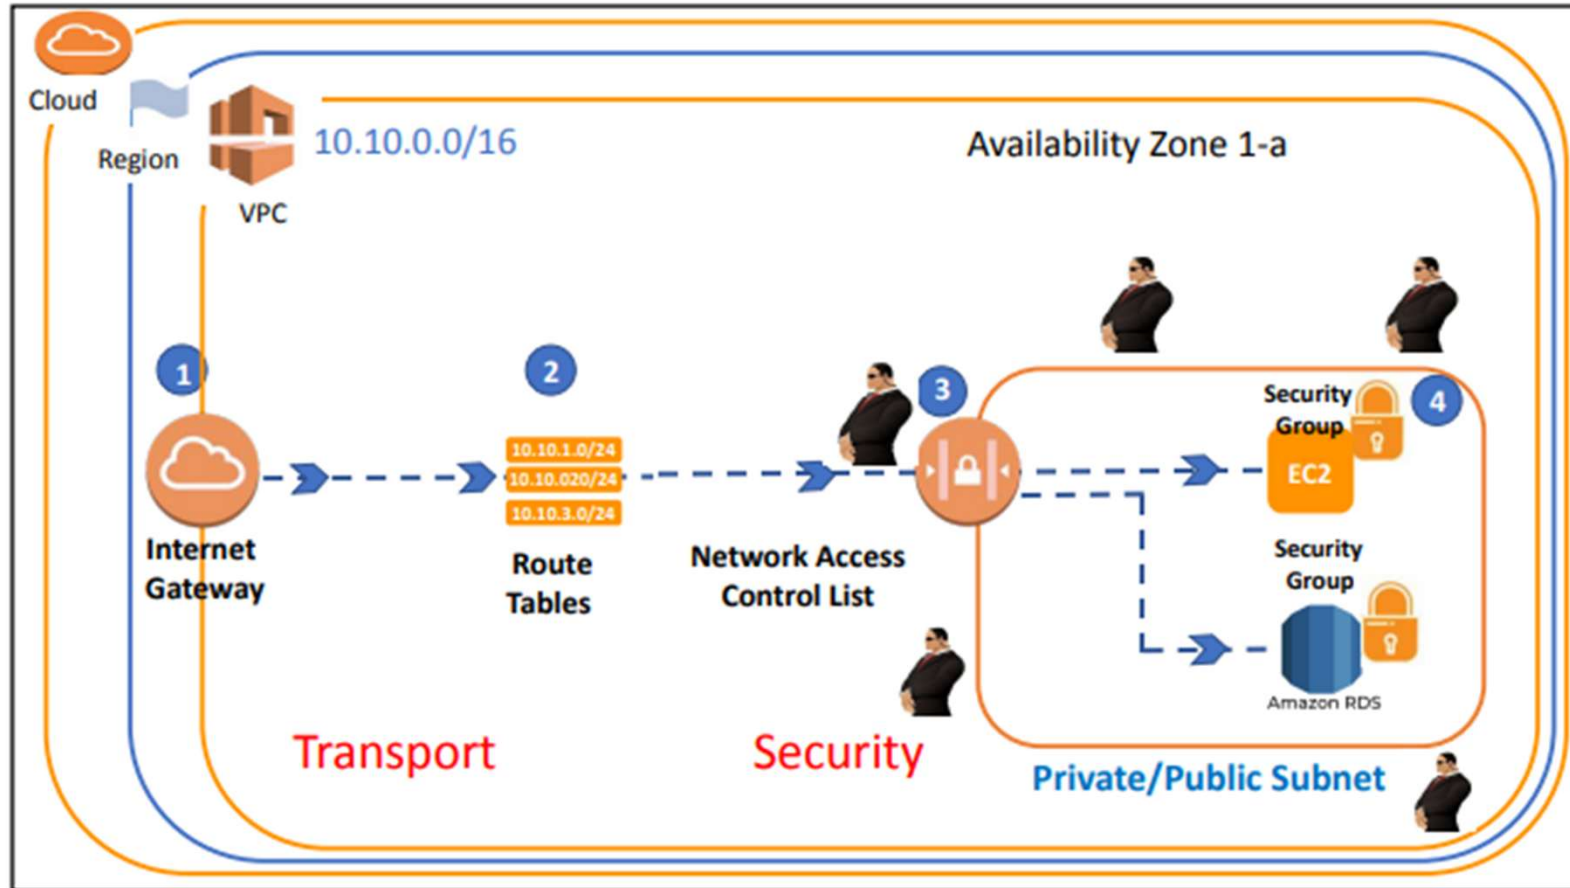 Cloud
Region
VPC
10.10.0.0/16
Availability Zone 1-a
1
2
3
4
Internet
Gateway
10.10.1.0/24
10.10.020/24
10.10.3.0/24
Route
Tables
Network Access
Control List
Security
Group
EC2
Security
Group
Amazon RDS
Transport
Security
Private/Public Subnet